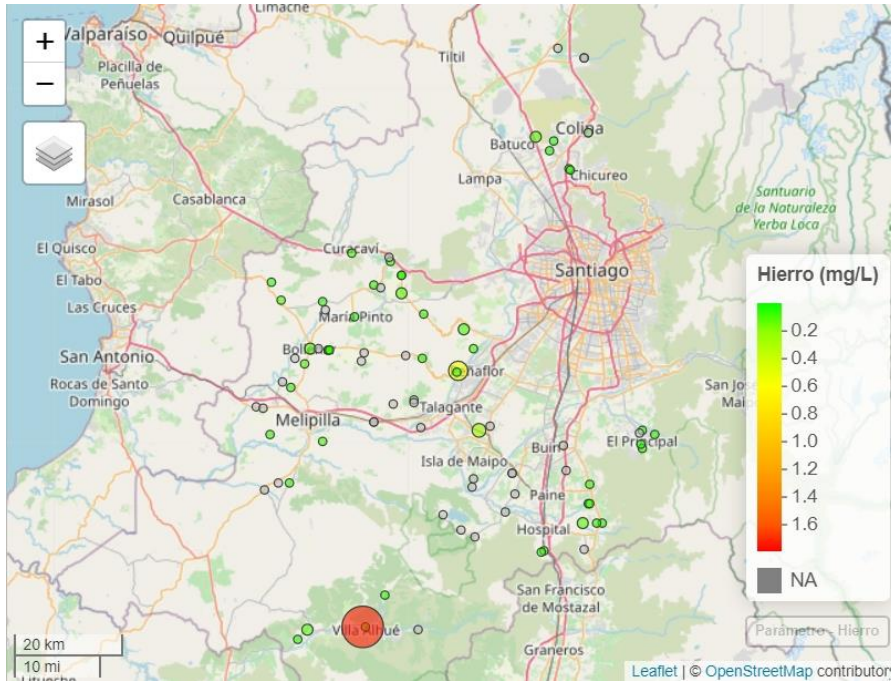 Limache
Valparaíso
Quilpué
+
−
Placilla de
Peñuelas
Tiltil
Colina
Batuco
Lampa
Chicureo
Casablanca
Mirasol
Santuario
de la Naturaleza
Yerba Loca
El Quisco
Curacaví
Santiago
El Tabo
Las Cruces
María Pinto
San Antonio
Rocas de Santo
Domingo
Talagante
Melipilla
Isla de Maipo
Buin
El Principal
Paine
Hospital
San Francisco
de Mostazal
Villa Alhué
Graneros
Hierro (mg/L)
0.2
0.4
0.6
0.8
1.0
1.2
1.4
1.6
NA
Parámetro - Hierro
20 km
10 mi
Leaflet | © OpenStreetMap contributor